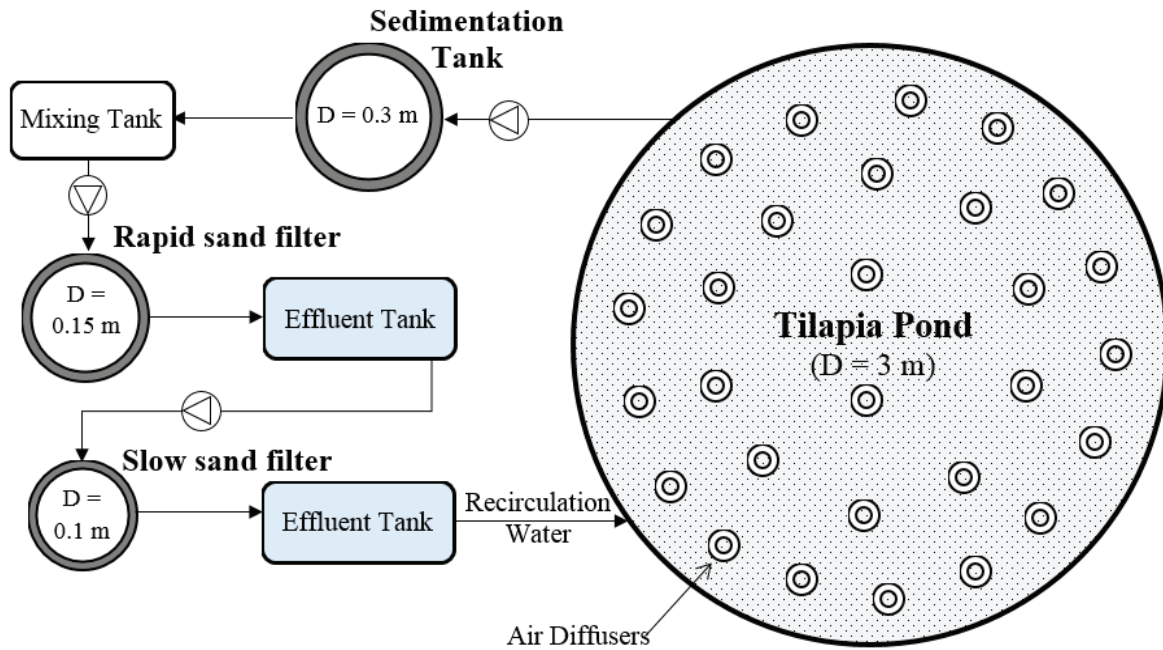 Sedimentation
Tank
D = 0.3 m
Mixing Tank
Rapid sand filter
D =
0.15 m
Effluent Tank
Tilapia Pond
(D = 3 m)
Slow sand filter
D =
0.1 m
Effluent Tank
Recirculation
Water
Air Diffusers